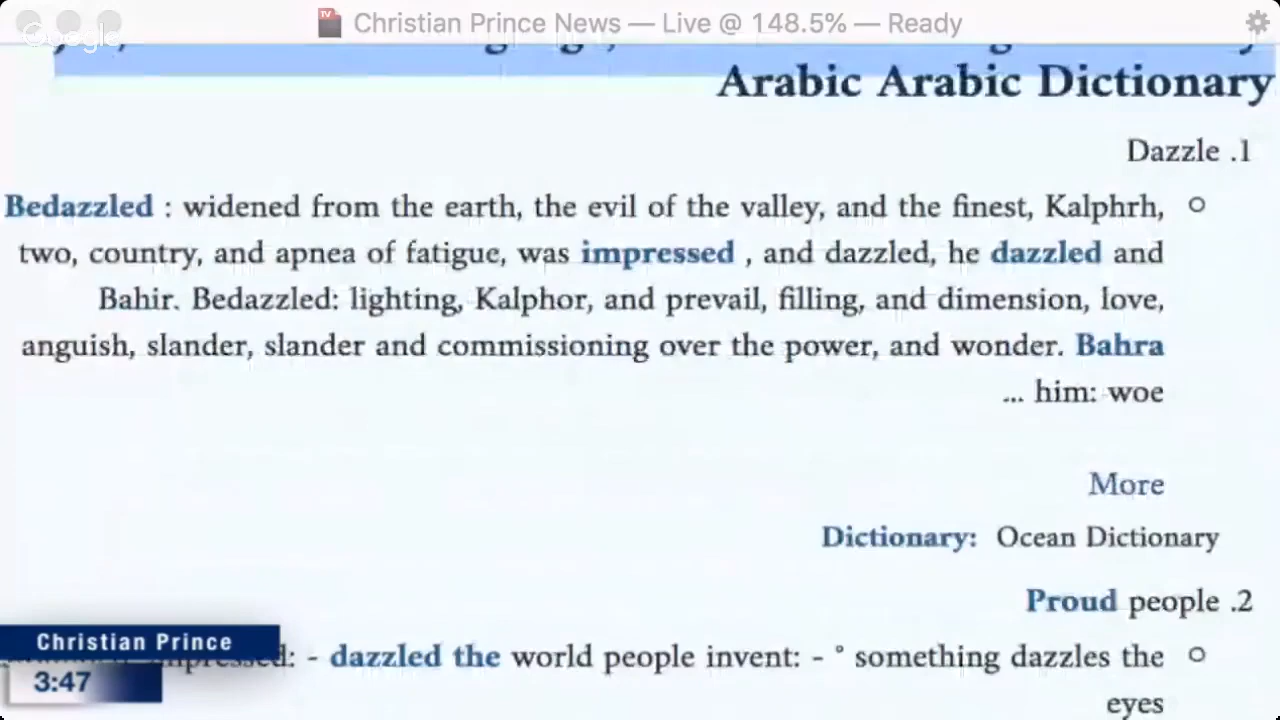 Christian Prince News — Live @ 148.5% — Ready
Google
Arabic Arabic Dictionary
Dazzle .1
Bedazzled : widened from the earth, the evil of the valley, and the finest, Kalphrh,
two, country, and apnea of fatigue, was impressed , and dazzled, he dazzled and
Bahir. Bedazzled: lighting, Kalphor, and prevail, filling, and dimension, love,
anguish, slander, slander and commissioning over the power, and wonder. Bahra
... him: woe
More
Dictionary: Ocean Dictionary
Proud people .2
impressed: - dazzled the world people invent: - ° something dazzles the
eyes
Christian Prince
3:47